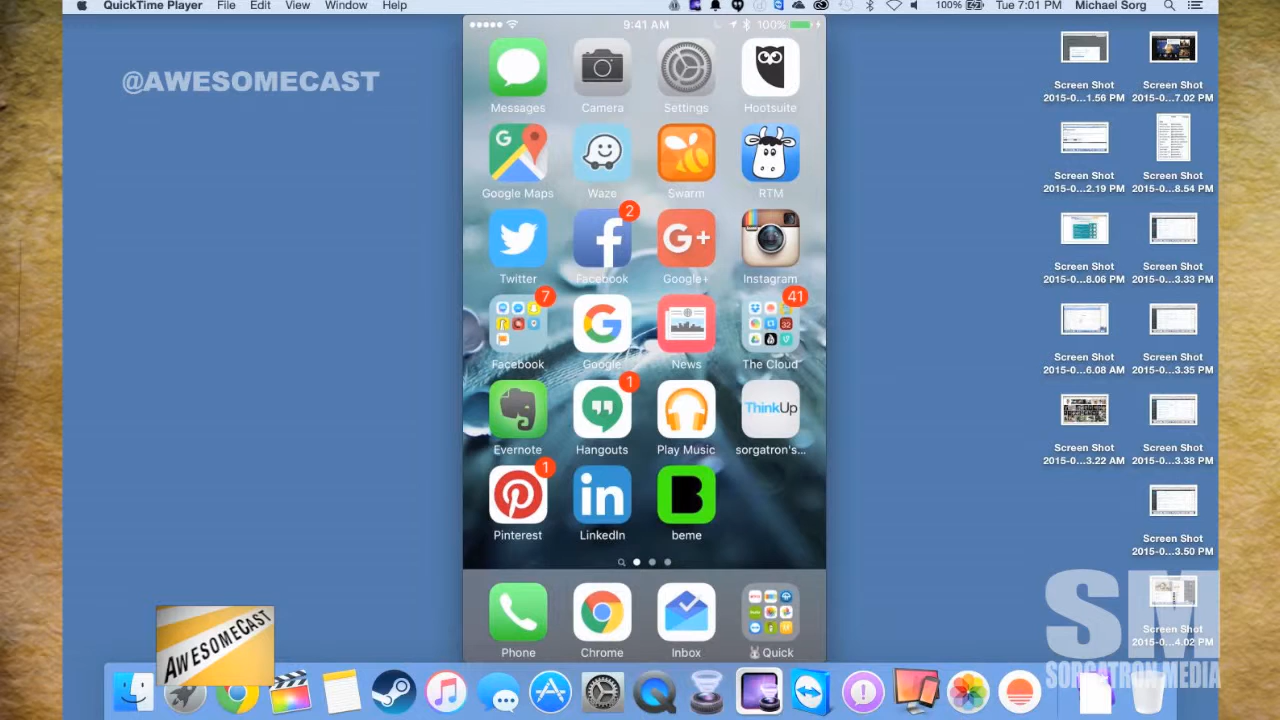 QuickTime Player File Edit View Window Help 100% Tue 7:01 PM Michael Sorg
@AWESOMECAST
9:41 AM 100%
Messages Camera Settings Hootsuite
Google Maps Waze Swarm RTM
2
Twitter Facebook Google+ Instagram
7 41
32
Facebook Google News The Cloud
1
ThinkUp
Evernote Hangouts Play Music sorgatron's...
1
Pinterest LinkedIn beme
Phone Chrome Inbox Quick
Screen Shot
2015-0...1.56 PM
Screen Shot
2015-0...7.02 PM
Screen Shot
2015-0...2.19 PM
Screen Shot
2015-0...8.54 PM
Screen Shot
2015-0...8.06 PM
Screen Shot
2015-0...3.33 PM
Screen Shot
2015-0...6.08 AM
Screen Shot
2015-0...3.35 PM
Screen Shot
2015-0...3.22 AM
Screen Shot
2015-0...3.38 PM
Screen Shot
2015-0...3.50 PM
Screen Shot
2015-0...4.02 PM
AWESOMECAST
SM
SORGATRON MEDIA